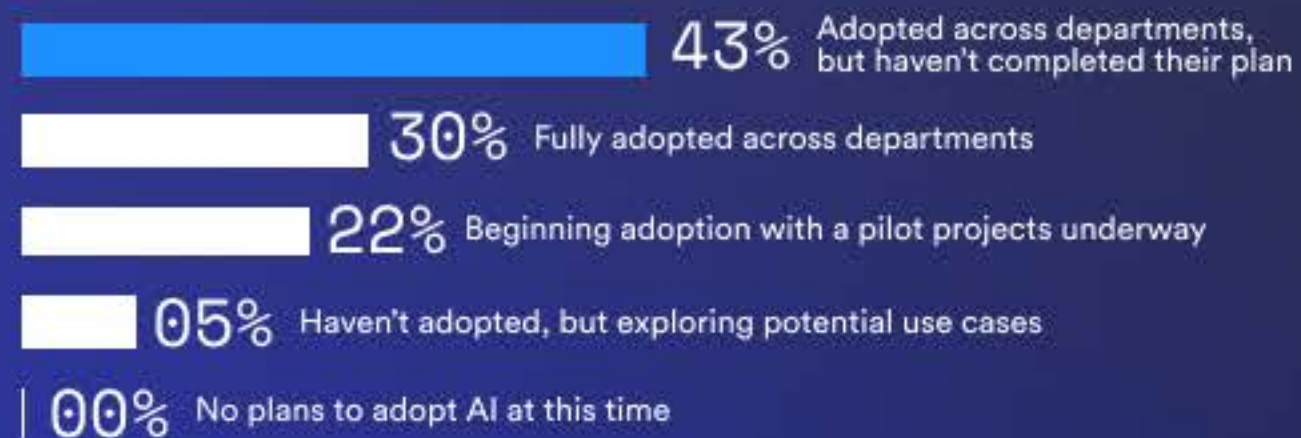 43% Adopted across departments,
but haven't completed their plan
30% Fully adopted across departments
22% Beginning adoption with a pilot projects underway
05% Haven't adopted, but exploring potential use cases
00% No plans to adopt AI at this time